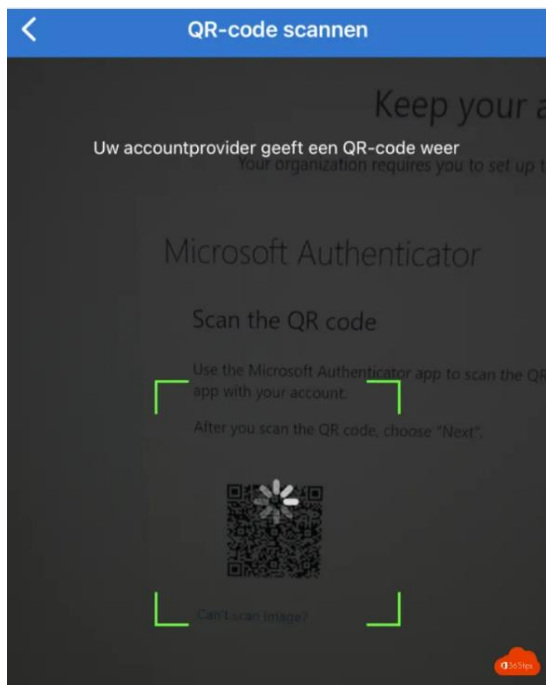 QR-code scannen
Keep your a
Uw accountprovider geeft een QR-code weer
Your organization requires you to set up t
Microsoft Authenticator
Scan the QR code
Use the Microsoft Authenticator app to scan the QR
app with your account.
After you scan the QR code, choose "Next".
Can't scan image?
365tips